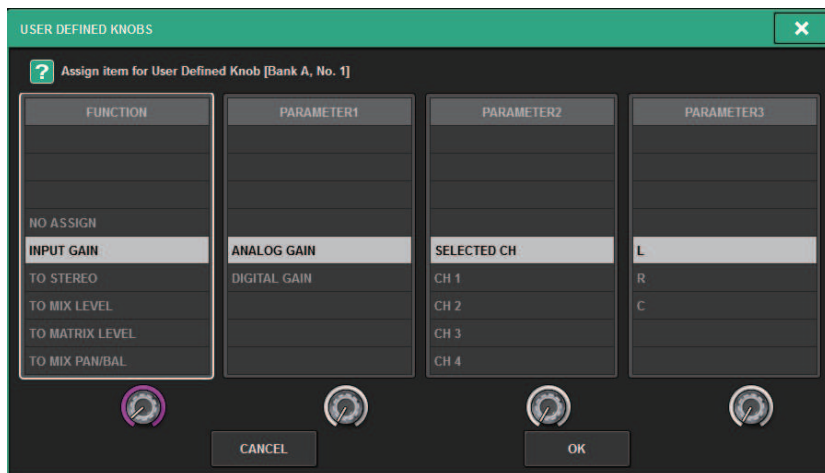 USER DEFINED KNOBS
? Assign item for User Defined Knob [Bank A, No. 1]
FUNCTION PARAMETER1 PARAMETER2 PARAMETER3
NO ASSIGN
INPUT GAIN ANALOG GAIN SELECTED CH L
TO STEREO DIGITAL GAIN CH 1 R
TO MIX LEVEL CH 2 C
TO MATRIX LEVEL CH 3
TO MIX PAN/BAL CH 4
CANCEL OK